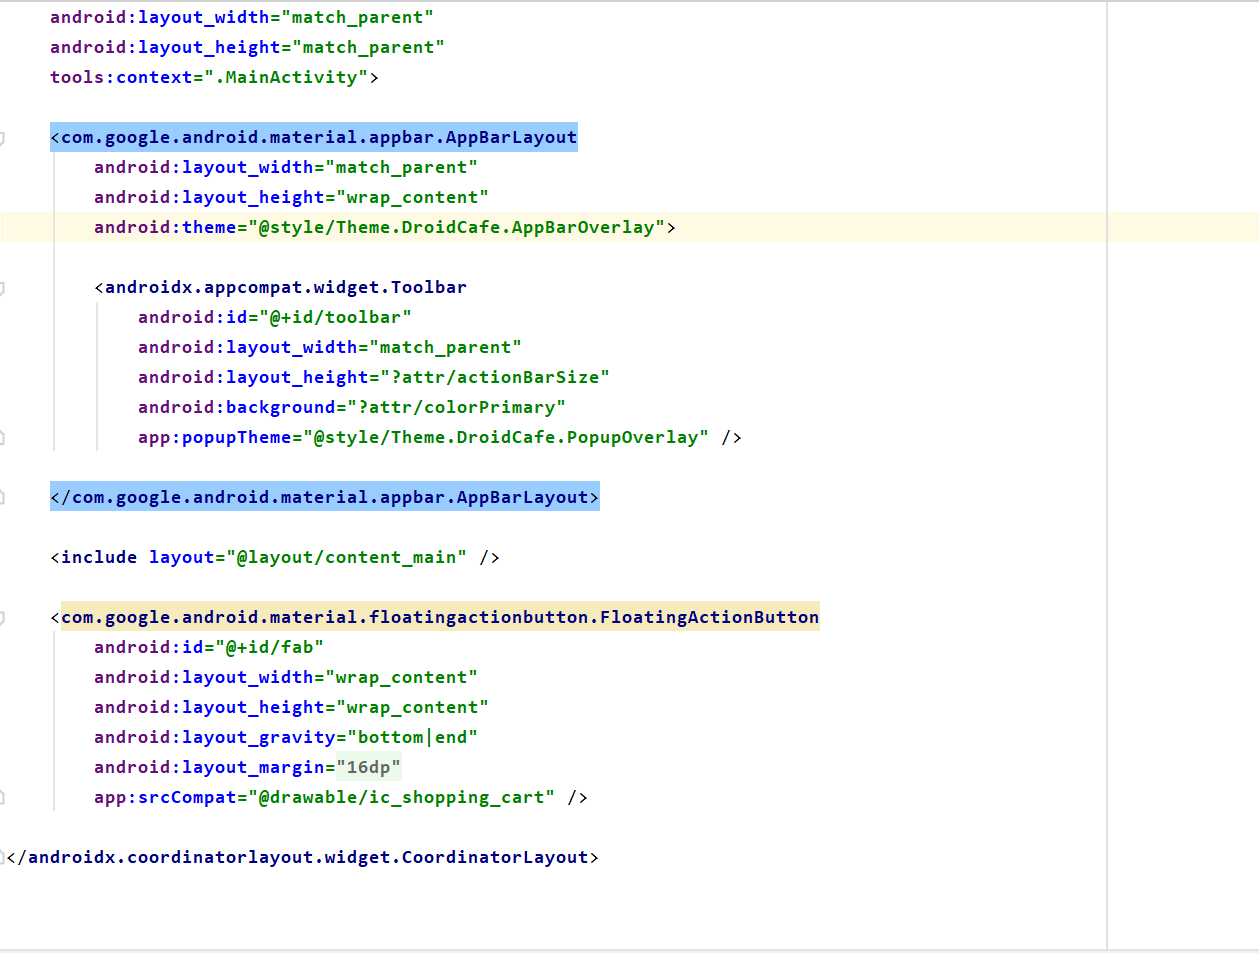 android:layout_width="match_parent"
android:layout_height="match_parent"
tools:context=".MainActivity">
<com.google.android.material.appbar.AppBarLayout
android:layout_width="match_parent"
android:layout_height="wrap_content"
android:theme="@style/Theme.DroidCafe.AppBarOverlay">
<androidx.appcompat.widget.Toolbar
android:id="@+id/toolbar"
android:layout_width="match_parent"
android:layout_height="?attr/actionBarSize"
android:background="?attr/colorPrimary"
app:popupTheme="@style/Theme.DroidCafe.PopupOverlay" />
</com.google.android.material.appbar.AppBarLayout>
<include layout="@layout/content_main" />
<com.google.android.material.floatingactionbutton.FloatingActionButton
android:id="@+id/fab"
android:layout_width="wrap_content"
android:layout_height="wrap_content"
android:layout_gravity="bottom|end"
android:layout_margin="16dp"
app:srcCompat="@drawable/ic_shopping_cart" />
</androidx.coordinatorlayout.widget.CoordinatorLayout>